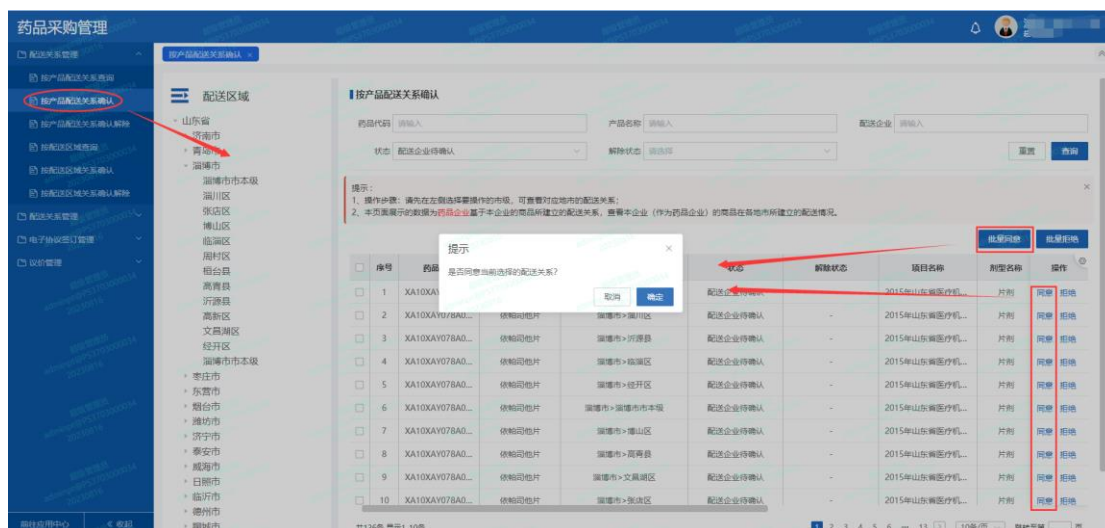 药品采购管理
配送关系管理
按产品配送关系查询
按产品配送关系确认
按产品配送关系确认解除
按配送区域查询
按配送区域关系确认
按配送区域关系确认解除
配送关系管理
电子协议签订管理
议价管理
前往应用中心 < 收起
按产品配送关系确认 ×
配送区域
山东省
济南市
青岛市
淄博市
淄博市市本级
淄川区
张店区
博山区
临淄区
周村区
桓台县
高青县
沂源县
高新区
文昌湖区
经开区
淄博市市本级
枣庄市
东营市
烟台市
潍坊市
济宁市
泰安市
威海市
日照市
临沂市
德州市
聊城市
按产品配送关系确认
药品代码 请输入 产品名称 请输入 配送企业 请输入
状态 配送企业待确认 解除状态 请选择 重置 查询
提示：
1、操作步骤：请先在左侧选择要操作的市级，可查看对应地市的配送关系；
2、本页面展示的数据为药品企业基于本企业的商品所建立的配送关系，查看本企业（作为药品企业）的商品在各地市所建立的配送情况。
批量同意 批量拒绝
序号 药品 状态 解除状态 项目名称 剂型名称 操作
提示 ×
是否同意当前选择的配送关系？
取消 确定
1 XA10XAY 配送企业待确认 - 2015年山东省医疗机... 片剂 同意 拒绝
2 XA10XAY078A0... 依帕司他片 淄博市>淄川区 配送企业待确认 - 2015年山东省医疗机... 片剂 同意 拒绝
3 XA10XAY078A0... 依帕司他片 淄博市>沂源县 配送企业待确认 - 2015年山东省医疗机... 片剂 同意 拒绝
4 XA10XAY078A0... 依帕司他片 淄博市>临淄区 配送企业待确认 - 2015年山东省医疗机... 片剂 同意 拒绝
5 XA10XAY078A0... 依帕司他片 淄博市>经开区 配送企业待确认 - 2015年山东省医疗机... 片剂 同意 拒绝
6 XA10XAY078A0... 依帕司他片 淄博市>淄博市市本级 配送企业待确认 - 2015年山东省医疗机... 片剂 同意 拒绝
7 XA10XAY078A0... 依帕司他片 淄博市>博山区 配送企业待确认 - 2015年山东省医疗机... 片剂 同意 拒绝
8 XA10XAY078A0... 依帕司他片 淄博市>高青县 配送企业待确认 - 2015年山东省医疗机... 片剂 同意 拒绝
9 XA10XAY078A0... 依帕司他片 淄博市>文昌湖区 配送企业待确认 - 2015年山东省医疗机... 片剂 同意 拒绝
10 XA10XAY078A0... 依帕司他片 淄博市>张店区 配送企业待确认 - 2015年山东省医疗机... 片剂 同意 拒绝
共126条 显示1-10条 1 2 3 4 5 6 ... 13 > 10条/页